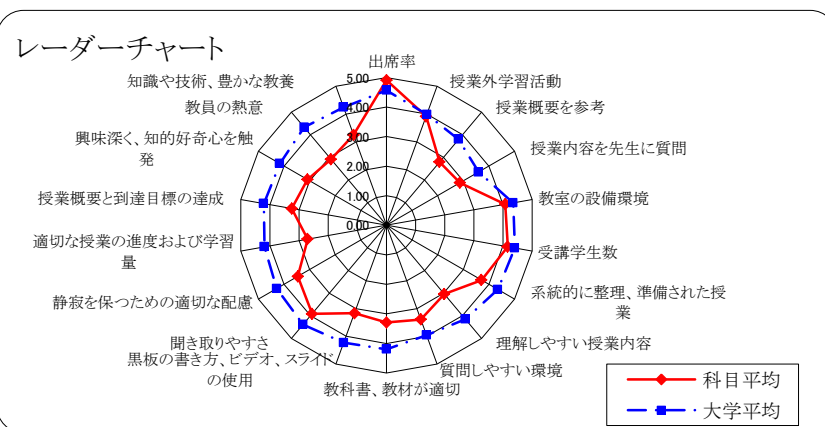 レーダーチャート
出席率
授業外学習活動
授業概要を参考
授業内容を先生に質問
教室の設備環境
受講学生数
系統的に整理、準備された授
業
理解しやすい授業内容
質問しやすい環境
教科書、教材が適切
黒板の書き方、ビデオ、スライド
の使用
聞き取りやすさ
静寂を保つための適切な配慮
適切な授業の進度および学習
量
授業概要と到達目標の達成
興味深く、知的好奇心を触
発
教員の熱意
知識や技術、豊かな教養
5.00
4.00
3.00
2.00
1.00
0.00
科目平均
大学平均